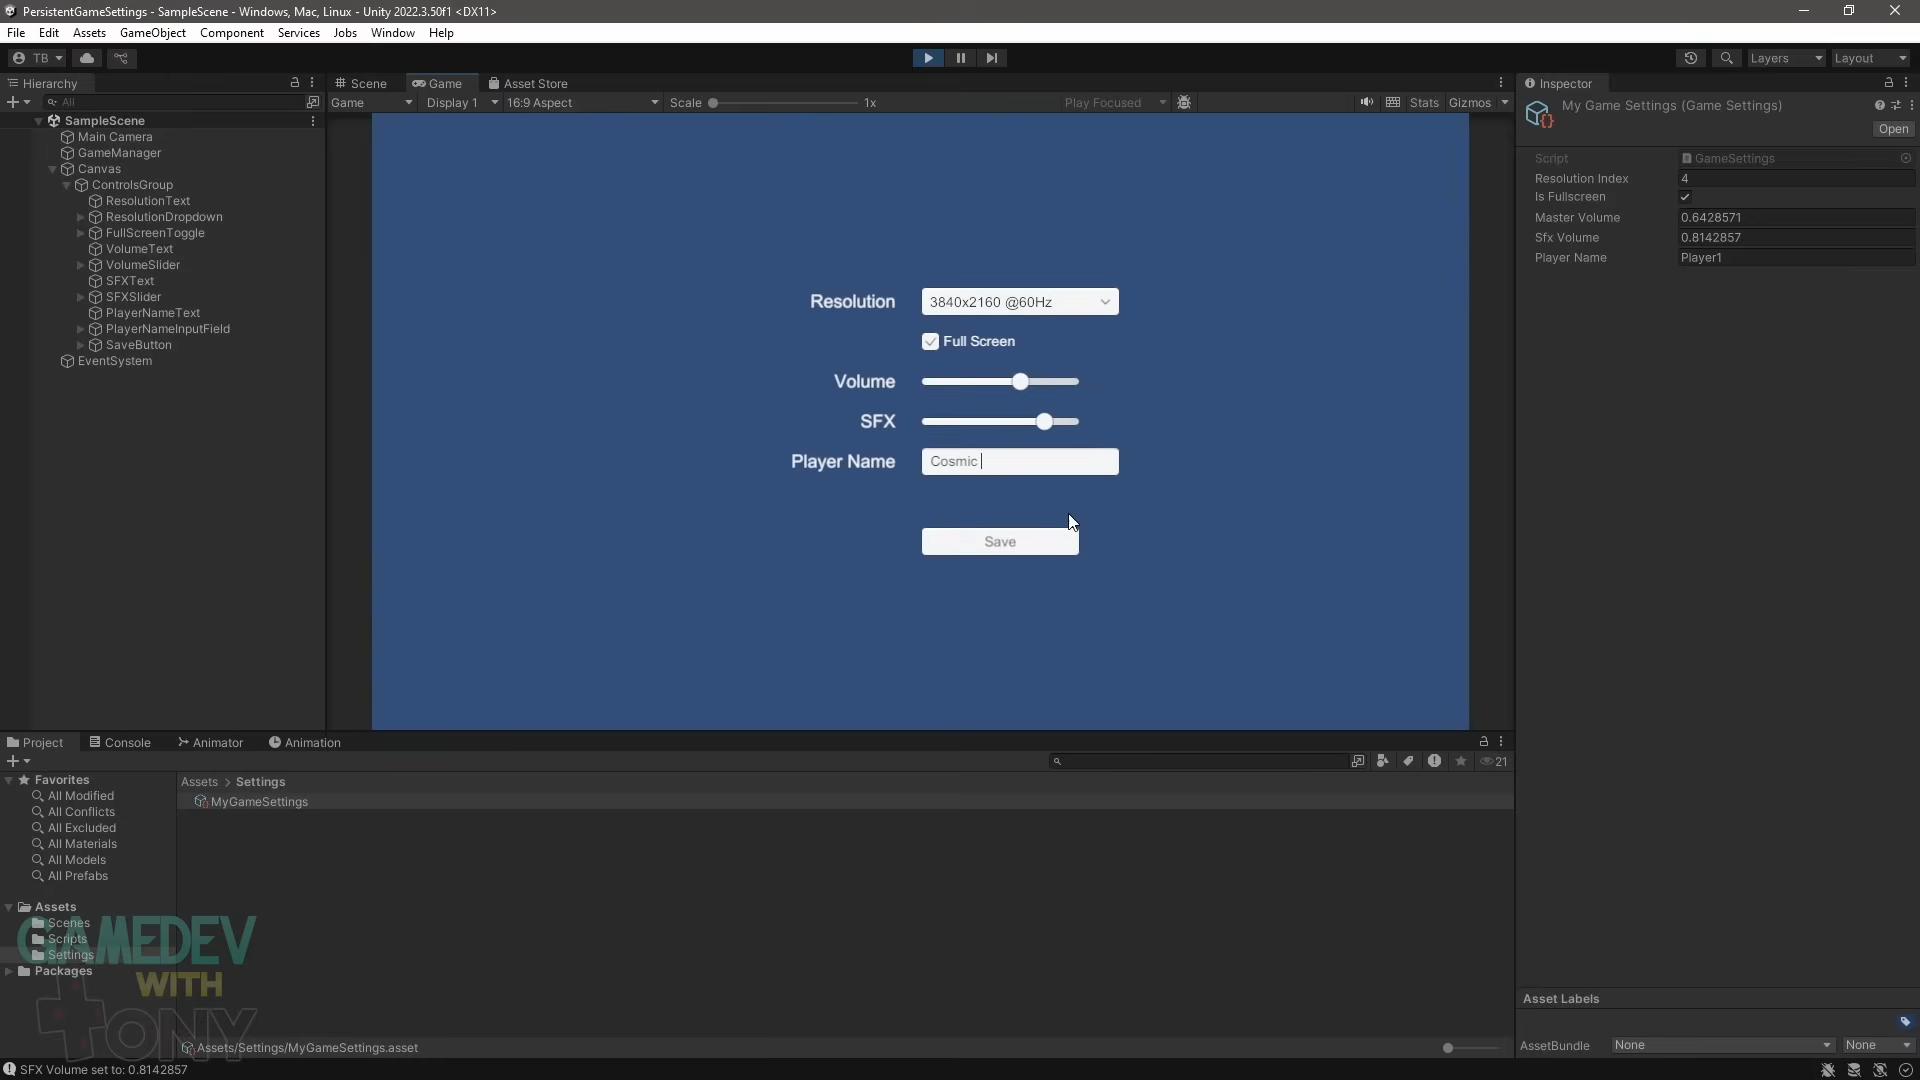 PersistentGameSettings - SampleScene - Windows, Mac, Linux - Unity 2022.3.50f1 <DX11>
File Edit Assets GameObject Component Services Jobs Window Help
TB Layers Layout
Hierarchy
All
SampleScene
Main Camera
GameManager
Canvas
ControlsGroup
ResolutionText
ResolutionDropdown
FullScreenToggle
VolumeText
VolumeSlider
SFXText
SFXSlider
PlayerNameText
PlayerNameInputField
SaveButton
EventSystem
Scene Game Asset Store
Game Display 1 16:9 Aspect Scale 1x Play Focused Stats Gizmos
Resolution 3840x2160 @60Hz
Full Screen
Volume
SFX
Player Name Cosmic
Save
Inspector
My Game Settings (Game Settings)
Open
Script GameSettings
Resolution Index 4
Is Fullscreen
Master Volume 0.6428571
Sfx Volume 0.8142857
Player Name Player1
Project Console Animator Animation
21
Favorites
All Modified
All Conflicts
All Excluded
All Materials
All Models
All Prefabs
Assets
Scenes
Scripts
Settings
Packages
Assets > Settings
MyGameSettings
Assets/Settings/MyGameSettings.asset
GAMEDEV
WITH
TONY
Asset Labels
AssetBundle None None
SFX Volume set to: 0.8142857